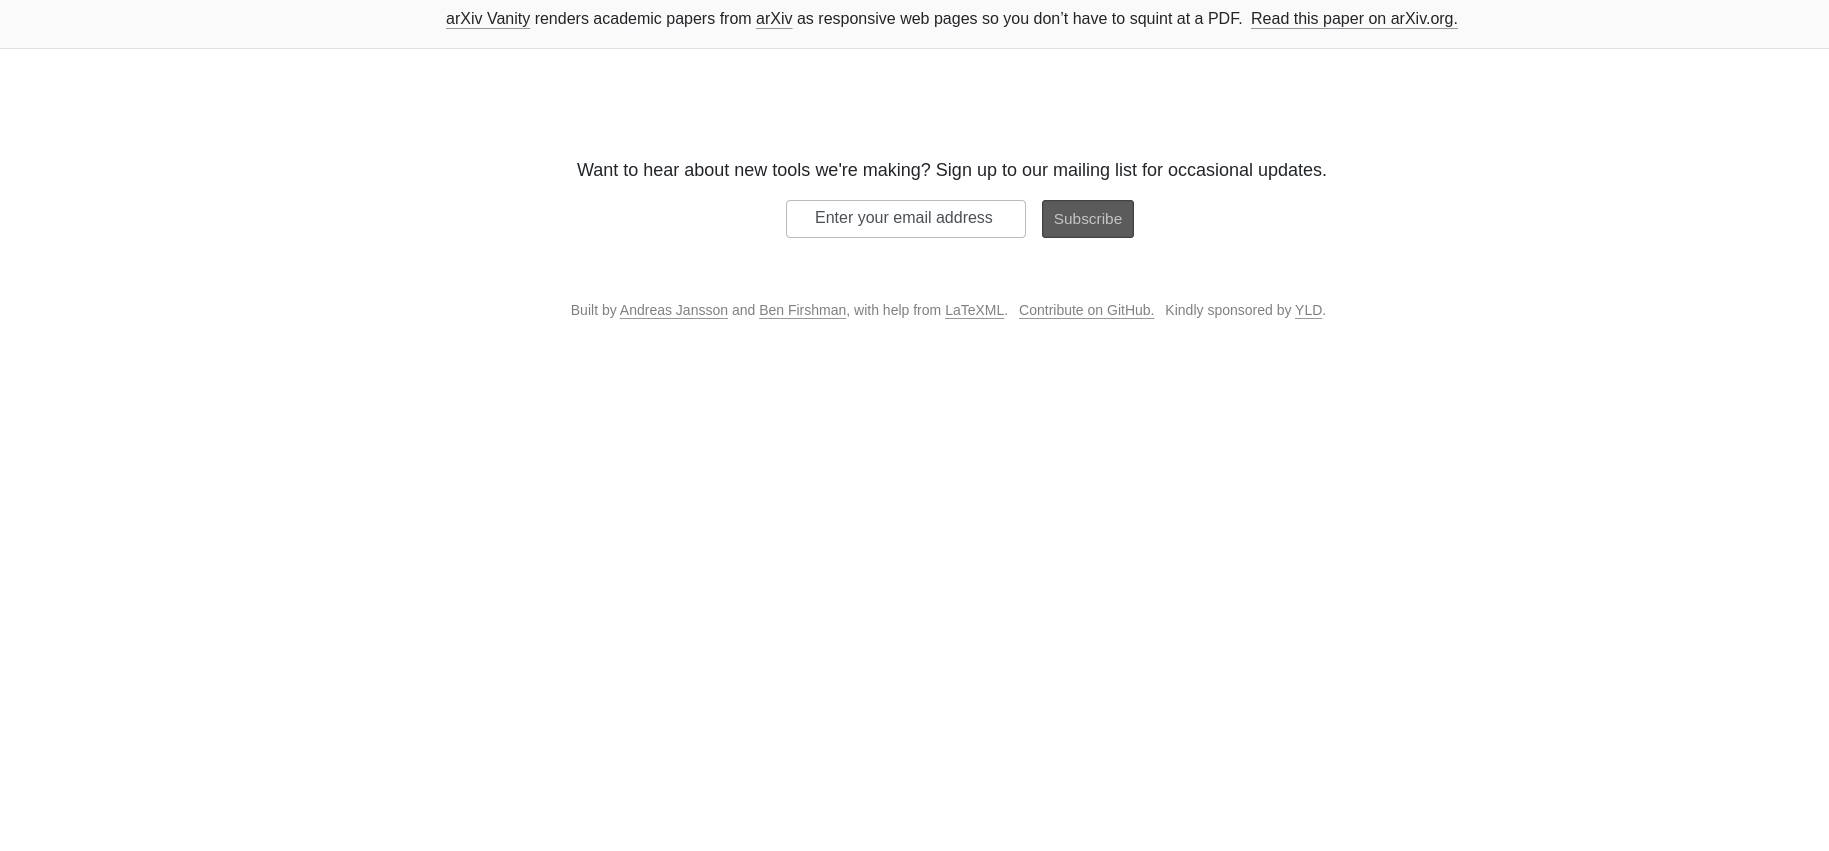 arXiv Vanity renders academic papers from arXiv as responsive web pages so you don’t have to squint at a PDF. Read this paper on arXiv.org.
Want to hear about new tools we're making? Sign up to our mailing list for occasional updates.
Enter your email address Subscribe
Built by Andreas Jansson and Ben Firshman, with help from LaTeXML. Contribute on GitHub. Kindly sponsored by YLD.